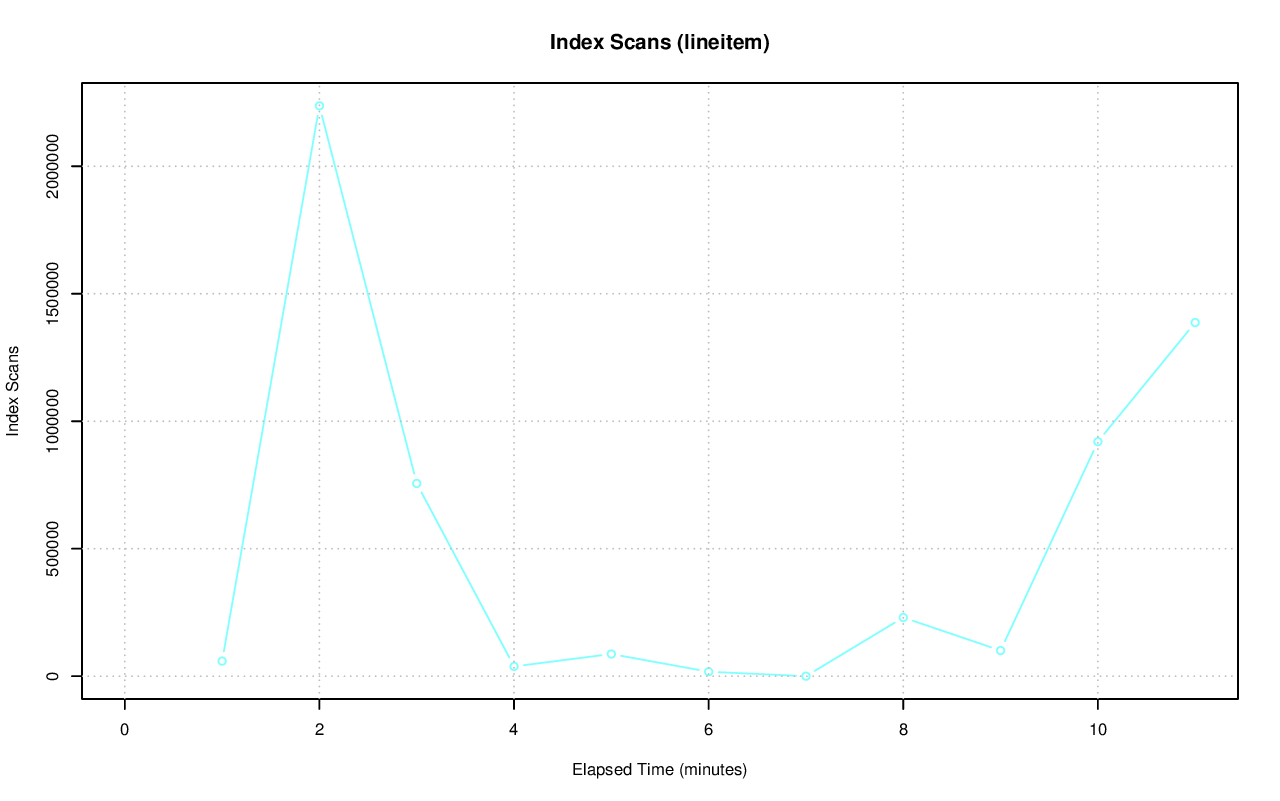 Index Scans (lineitem)
Index Scans
2000000
1500000
1000000
500000
0
0 2 4 6 8 10
Elapsed Time (minutes)